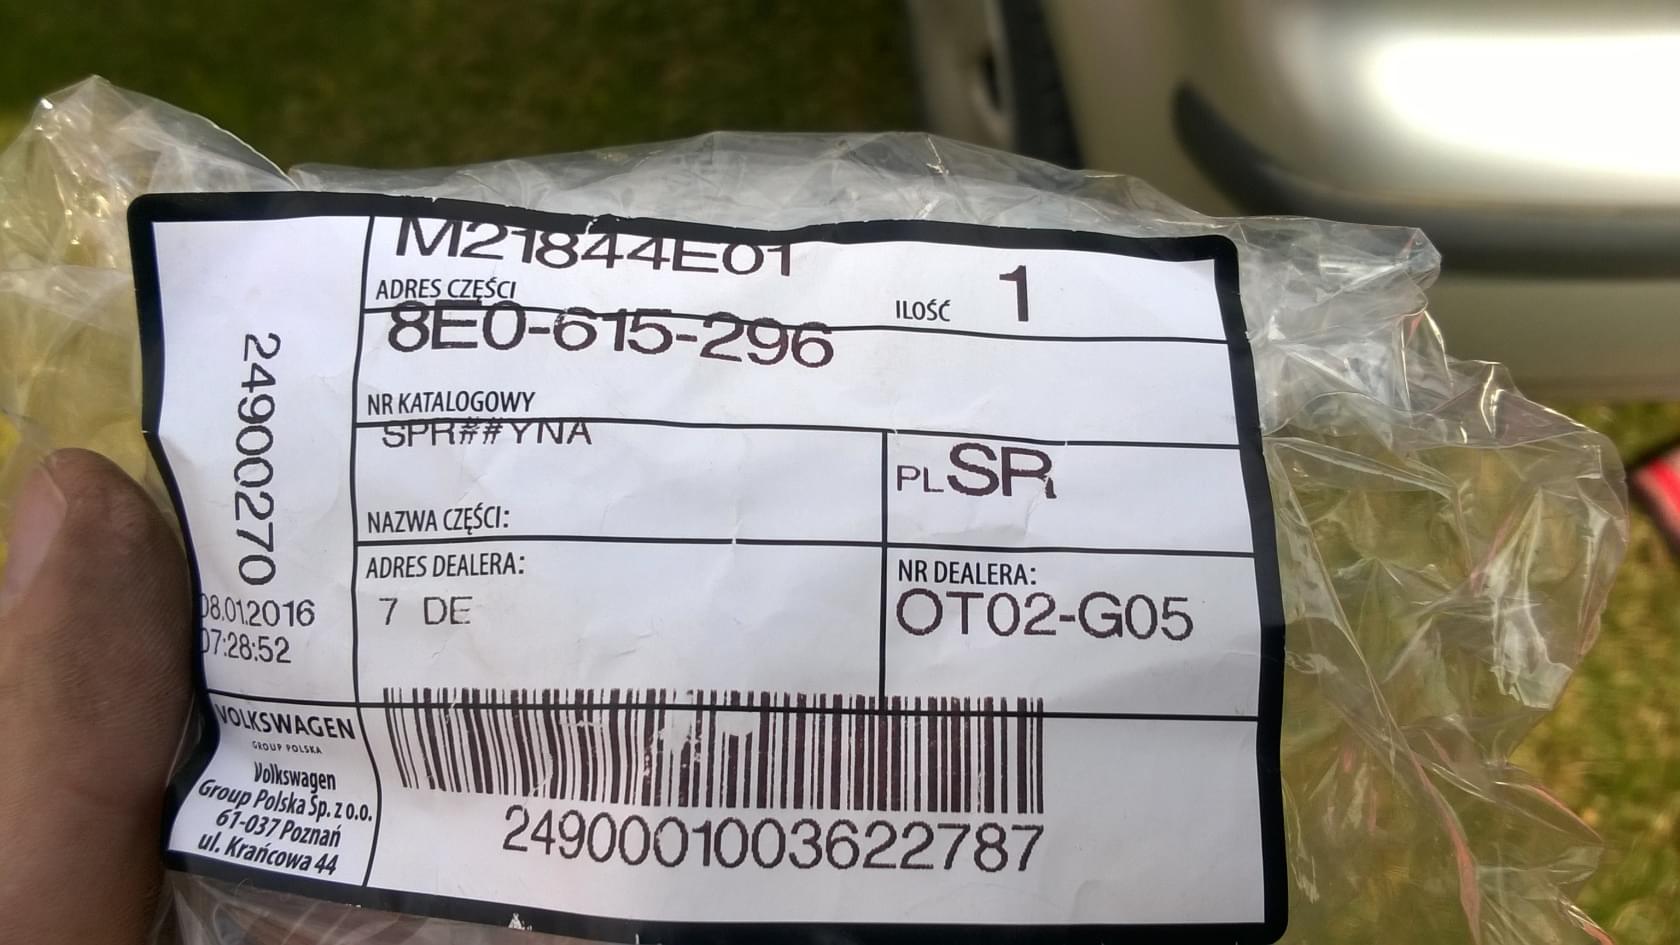 M21844E01
ADRES CZĘŚCI
ILOŚĆ 1
8E0-615-296
NR KATALOGOWY
SPR##YNA
PLSR
NAZWA CZĘŚCI:
ADRES DEALERA:
7 DE
NR DEALERA:
OT02-G05
24900270
08.01.2016
07:28:52
VOLKSWAGEN
GROUP POLSKA
Volkswagen
Group Polska Sp. z o.o.
61-037 Poznań
ul. Krańcowa 44
2490001003622787